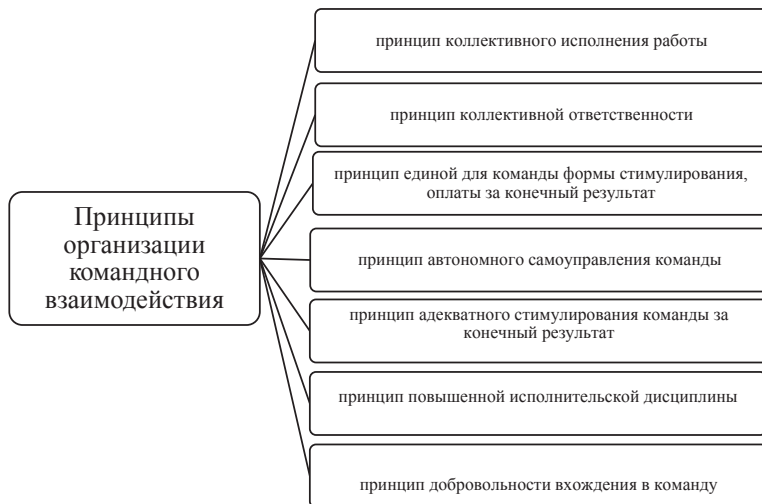 Принципы
организации
командного
взаимодействия
принцип коллективного исполнения работы
принцип коллективной ответственности
принцип единой для команды формы стимулирования,
оплаты за конечный результат
принцип автономного самоуправления команды
принцип адекватного стимулирования команды за
конечный результат
принцип повышенной исполнительской дисциплины
принцип добровольности вхождения в команду